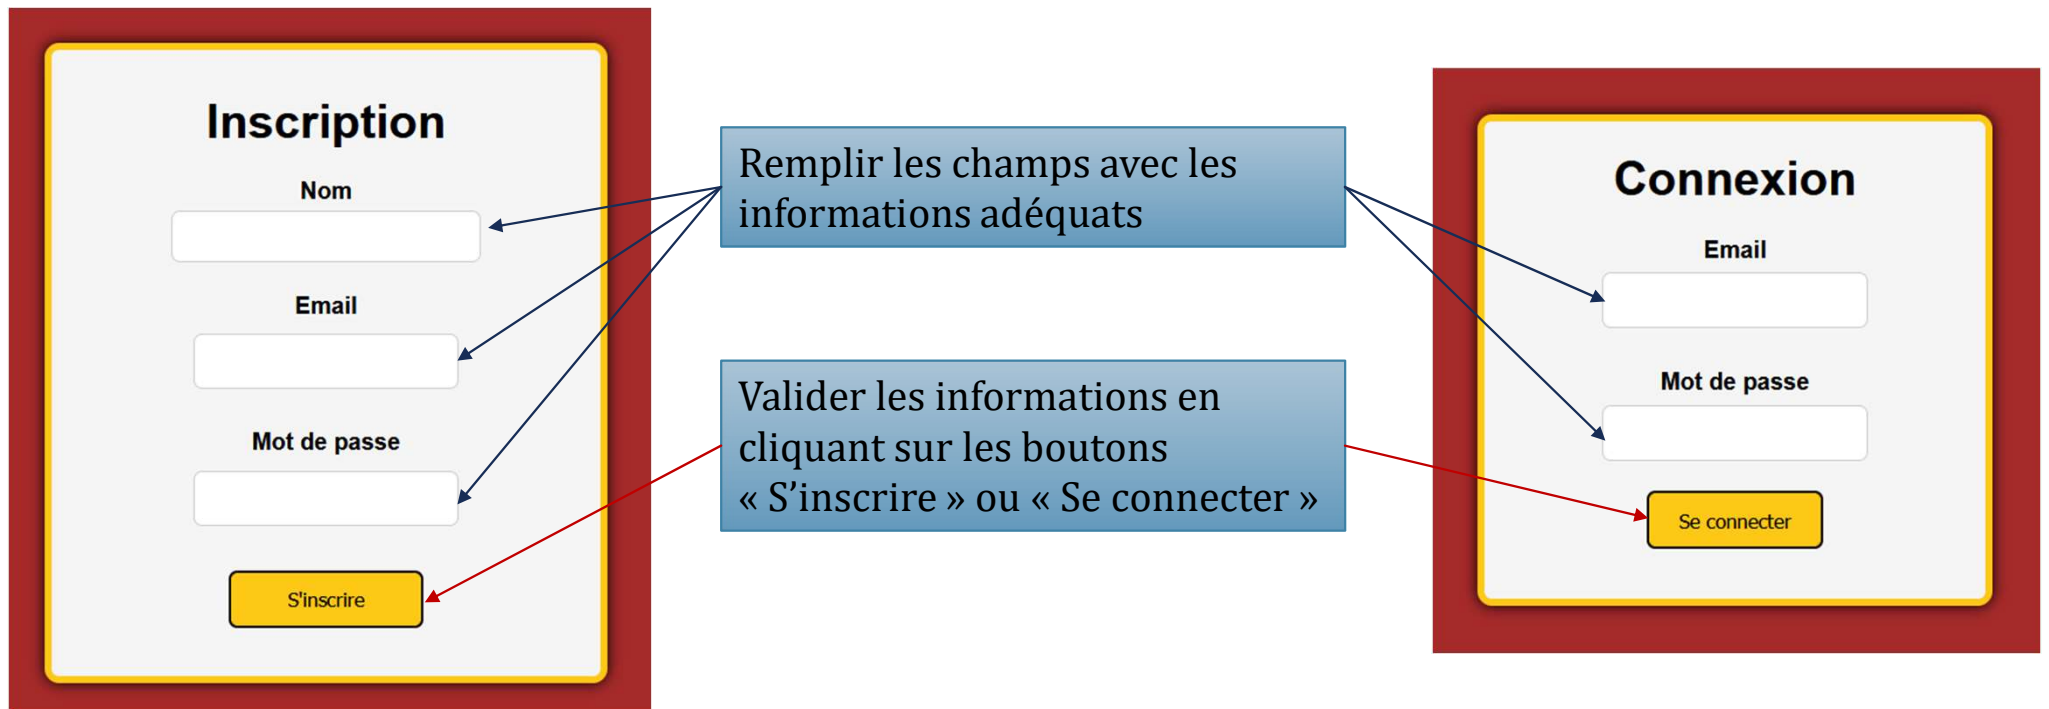 Inscription
Nom
Email
Mot de passe
S'inscrire
Remplir les champs avec les
informations adéquats
Valider les informations en
cliquant sur les boutons
« S’inscrire » ou « Se connecter »
Connexion
Email
Mot de passe
Se connecter